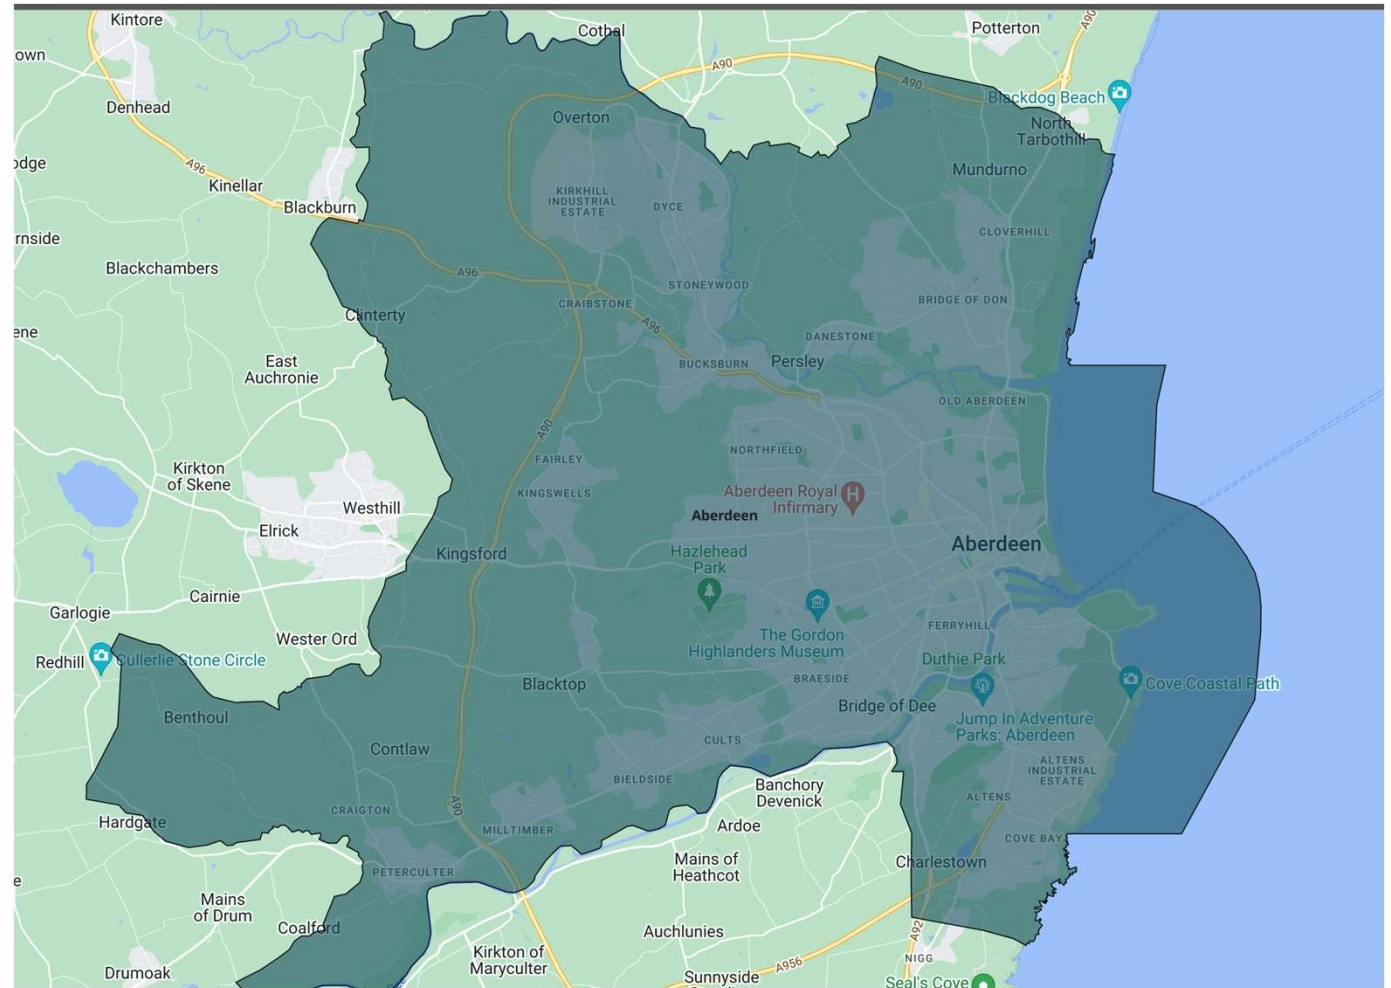 Kintore
Cothal
Potterton
A90
own
A90
A90
Blackdog Beach
Denhead
Overton
North
Tarbothill
odge
A96
Mundurno
Kinellar
KIRKHILL
INDUSTRIAL
ESTATE
DYCE
Blackburn
CLOVERHILL
rnside
Blackchambers
A96
STONEYWOOD
CRAIBSTONE
BRIDGE OF DON
Clinterty
A96
ene
DANESTONE
East
Auchronie
BUCKSBURN
Persley
OLD ABERDEEN
A90
NORTHFIELD
FAIRLEY
Kirkton
of Skene
KINGSWELLS
Aberdeen Royal
Infirmary
H
Westhill
Aberdeen
Elrick
Kingsford
Aberdeen
Hazlehead
Park
Cairnie
Garlogie
FERRYHILL
Wester Ord
The Gordon
Highlanders Museum
Redhill
Cullerlie Stone Circle
Duthie Park
BRAESIDE
Blacktop
Cove Coastal Path
Bridge of Dee
Benthoul
Jump In Adventure
Parks: Aberdeen
CULTS
Contlaw
ALTENS
INDUSTRIAL
ESTATE
BIELDSIDE
Banchory
Devenick
ALTENS
A90
CRAIGTON
Hardgate
MILLTIMBER
Ardoe
COVE BAY
Mains of
Heathcot
Charlestown
PETERCULTER
e
Mains
of Drum
Coalford
Auchlunies
A92
Kirkton of
Maryculter
NIGG
A956
Drumoak
Sunnyside
Seal's Cove